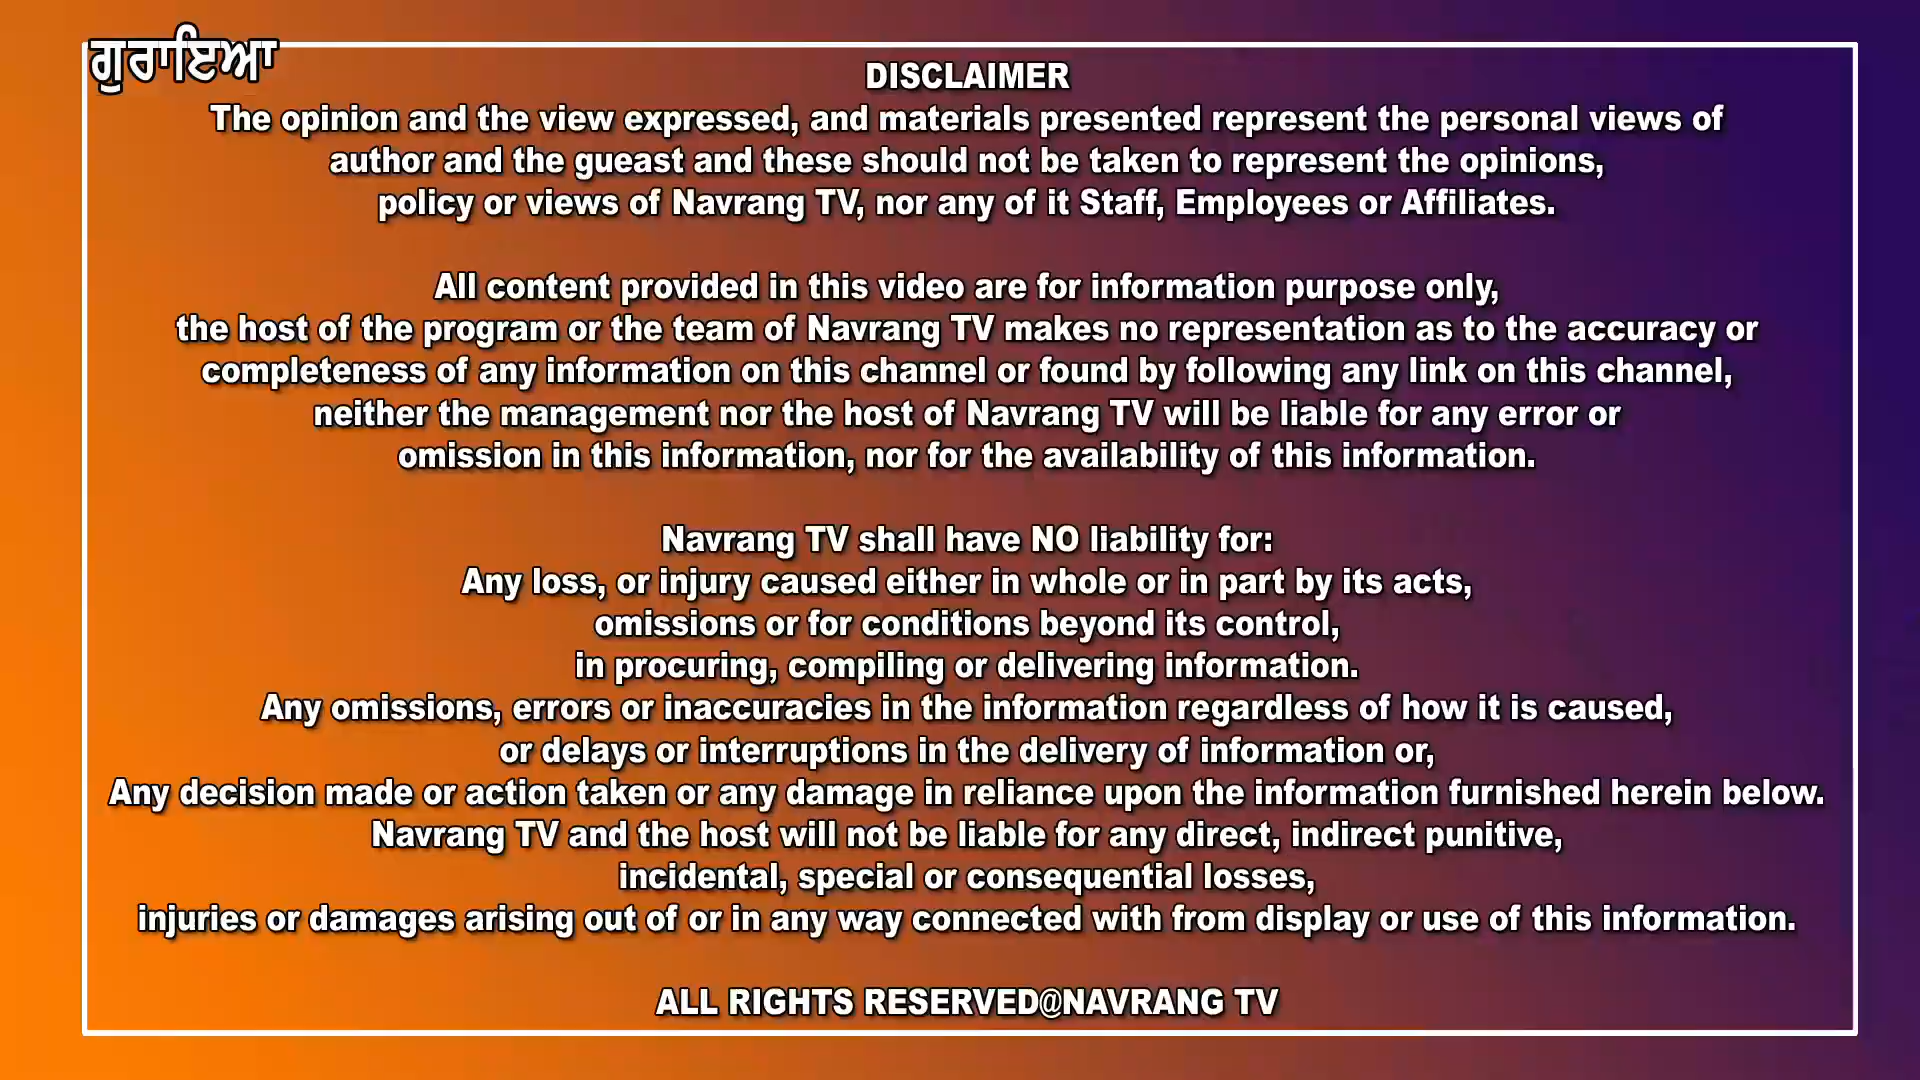 ਗੁਰਾਇਆ
DISCLAIMER
The opinion and the view expressed, and materials presented represent the personal views of
author and the gueast and these should not be taken to represent the opinions,
policy or views of Navrang TV, nor any of it Staff, Employees or Affiliates.
All content provided in this video are for information purpose only,
the host of the program or the team of Navrang TV makes no representation as to the accuracy or
completeness of any information on this channel or found by following any link on this channel,
neither the management nor the host of Navrang TV will be liable for any error or
omission in this information, nor for the availability of this information.
Navrang TV shall have NO liability for:
Any loss, or injury caused either in whole or in part by its acts,
omissions or for conditions beyond its control,
in procuring, compiling or delivering information.
Any omissions, errors or inaccuracies in the information regardless of how it is caused,
or delays or interruptions in the delivery of information or,
Any decision made or action taken or any damage in reliance upon the information furnished herein below.
Navrang TV and the host will not be liable for any direct, indirect punitive,
incidental, special or consequential losses,
injuries or damages arising out of or in any way connected with from display or use of this information.
ALL RIGHTS RESERVED@NAVRANG TV